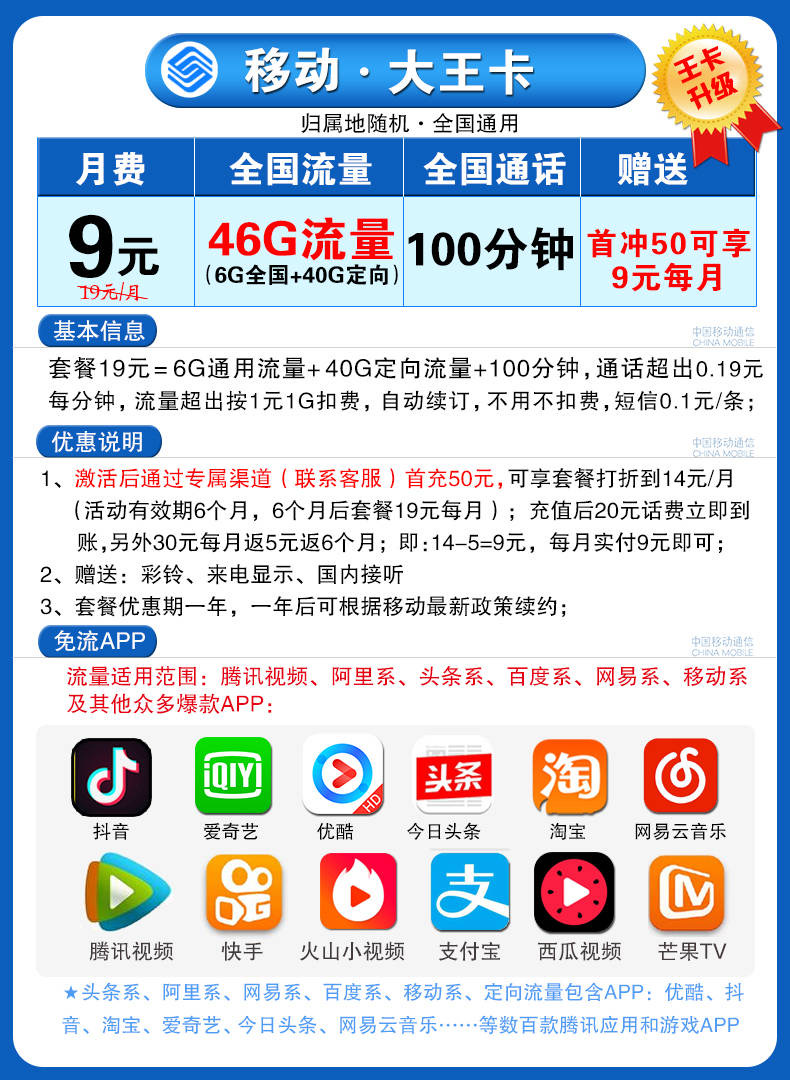 移动·大王卡
王卡
升级
归属地随机·全国通用
月费 全国流量 全国通话 赠送
9元
19元/月
46G流量
(6G全国+40G定向)
100分钟
首冲50可享
9元每月
基本信息
中国移动通信
CHINA MOBILE
套餐19元=6G通用流量+40G定向流量+100分钟,通话超出0.19元
每分钟,流量超出按1元1G扣费,自动续订,不用不扣费,短信0.1元/条;
优惠说明
中国移动通信
CHINA MOBILE
1、激活后通过专属渠道(联系客服)首充50元,可享套餐打折到14元/月
(活动有效期6个月,6个月后套餐19元每月);充值后20元话费立即到
账,另外30元每月返5元返6个月;即:14-5=9元,每月实付9元即可;
2、赠送:彩铃、来电显示、国内接听
3、套餐优惠期一年,一年后可根据移动最新政策续约;
免流APP
中国移动通信
CHINA MOBILE
流量适用范围:腾讯视频、阿里系、头条系、百度系、网易系、移动系
及其他众多爆款APP:
iQIYI
HD
头条
淘
抖音 爱奇艺 优酷 今日头条 淘宝 网易云音乐
支
腾讯视频 快手 火山小视频 支付宝 西瓜视频 芒果TV
★头条系、阿里系、网易系、百度系、移动系、定向流量包含APP:优酷、抖
音、淘宝、爱奇艺、今日头条、网易云音乐……等数百款腾讯应用和游戏APP